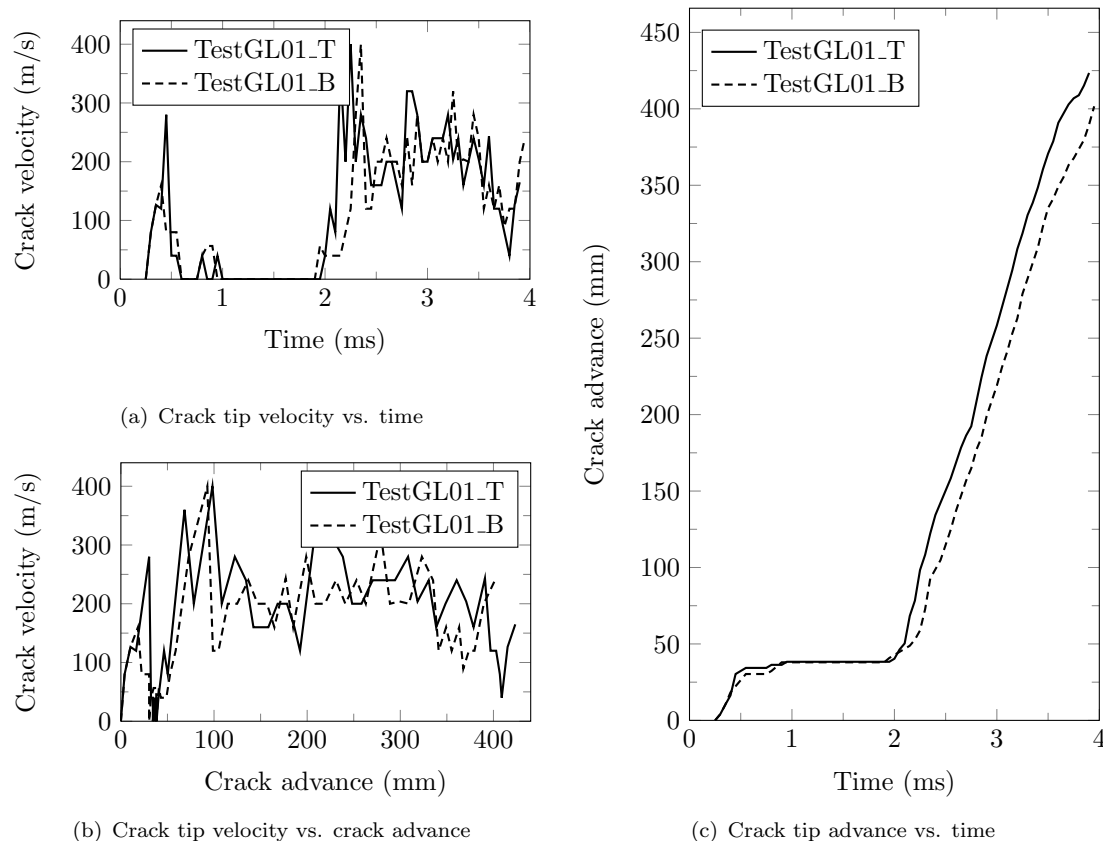 Crack velocity (m/s)
400
300
200
100
0
TestGL01_T
TestGL01_B
0 1 2 3 4
Time (ms)
(a) Crack tip velocity vs. time
Crack velocity (m/s)
400
300
200
100
0
TestGL01_T
TestGL01_B
0 100 200 300 400
Crack advance (mm)
(b) Crack tip velocity vs. crack advance
Crack advance (mm)
450
400
350
300
250
200
150
100
50
0
TestGL01_T
TestGL01_B
0 1 2 3 4
Time (ms)
(c) Crack tip advance vs. time